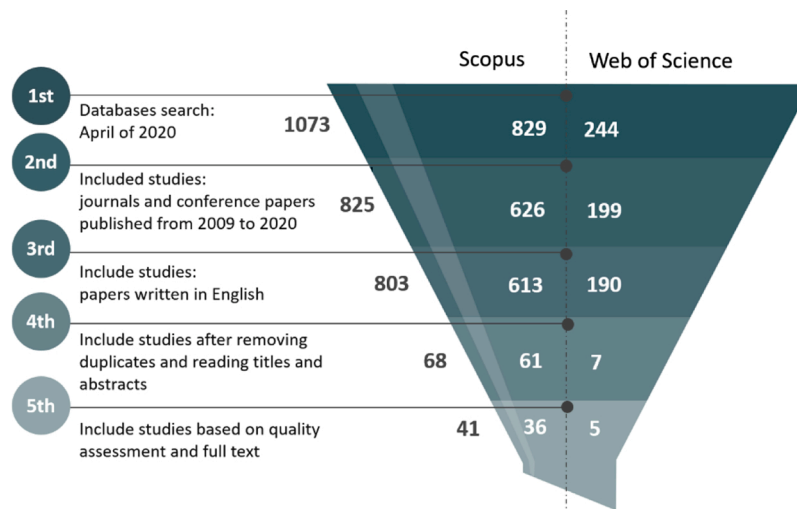 Scopus
Web of Science
1st
Databases search:
April of 2020
1073
829
244
2nd
Included studies:
journals and conference papers
published from 2009 to 2020
825
626
199
3rd
Include studies:
papers written in English
803
613
190
4th
Include studies after removing
duplicates and reading titles and
abstracts
68
61
7
5th
Include studies based on quality
assessment and full text
41
36
5